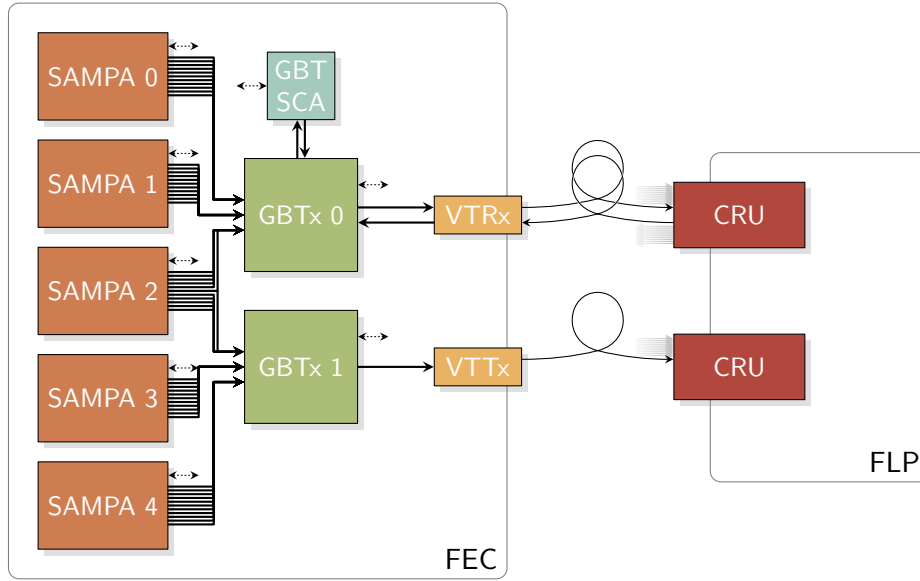 SAMPA 0
GBT
SCA
SAMPA 1
GBTx 0
VTRx
CRU
SAMPA 2
GBTx 1
VTTx
CRU
SAMPA 3
SAMPA 4
FLP
FEC